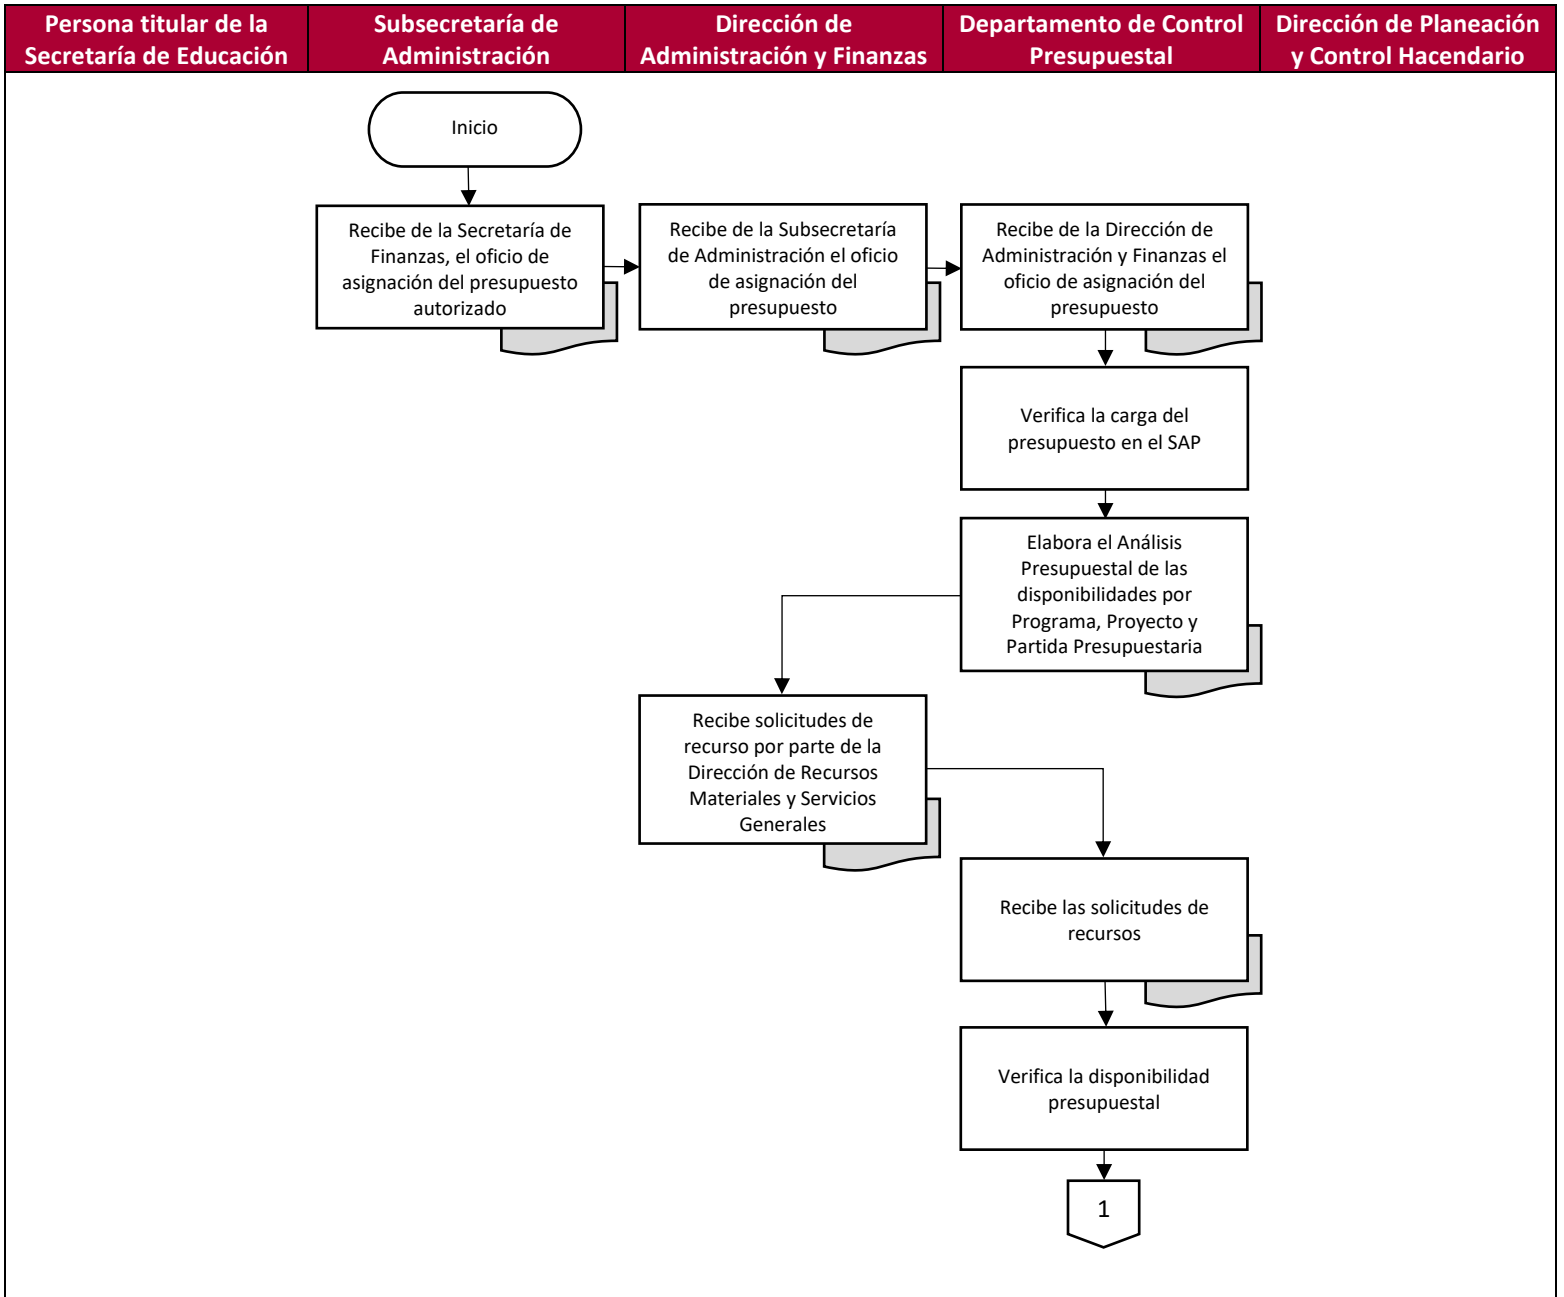 Persona titular de la
Secretaría de Educación
Subsecretaría de
Administración
Dirección de
Administración y Finanzas
Departamento de Control
Presupuestal
Dirección de Planeación
y Control Hacendario
Inicio
Recibe de la Secretaría de
Finanzas, el oficio de
asignación del presupuesto
autorizado
Recibe de la Subsecretaría
de Administración el oficio
de asignación del
presupuesto
Recibe de la Dirección de
Administración y Finanzas el
oficio de asignación del
presupuesto
Verifica la carga del
presupuesto en el SAP
Elabora el Análisis
Presupuestal de las
disponibilidades por
Programa, Proyecto y
Partida Presupuestaria
Recibe solicitudes de
recurso por parte de la
Dirección de Recursos
Materiales y Servicios
Generales
Recibe las solicitudes de
recursos
Verifica la disponibilidad
presupuestal
1